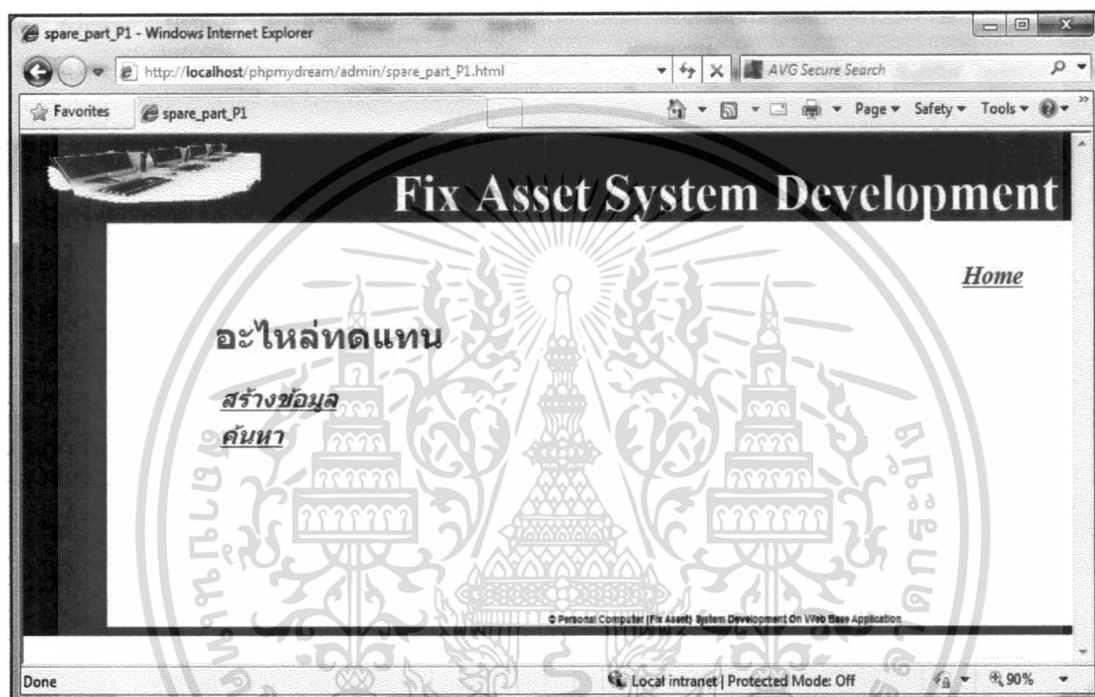 spare_part_P1 - Windows Internet Explorer
http://localhost/phpmydream/admin/spare_part_P1.html
AVG Secure Search
Favorites
spare_part_P1
Page
Safety
Tools
Fix Asset System Development
Home
อะไหล่ทดแทน
สร้างข้อมูล
ค้นหา
© Personal Computer (Fix Asset) System Development On Web Base Application
Done
Local intranet | Protected Mode: Off
90%